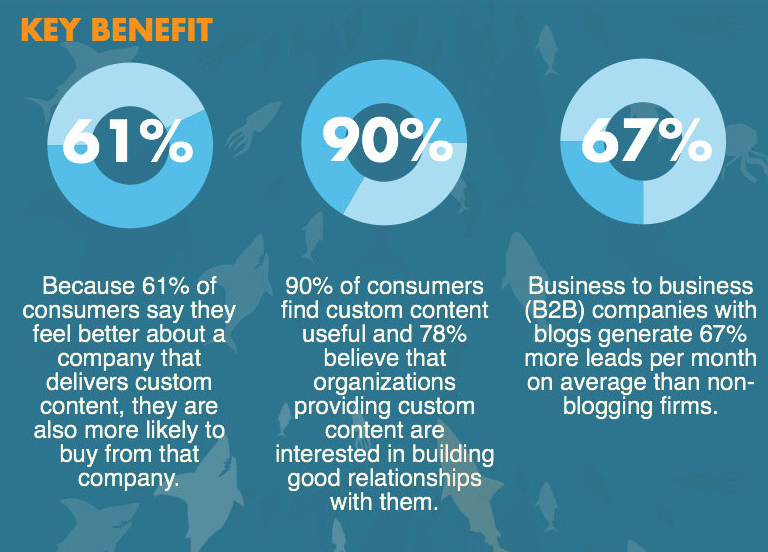 KEY BENEFIT
61%
90%
67%
Because 61% of
consumers say they
feel better about a
company that
delivers custom
content, they are
also more likely to
buy from that
company.
90% of consumers
find custom content
useful and 78%
believe that
organizations
providing custom
content are
interested in building
good relationships
with them.
Business to business
(B2B) companies with
blogs generate 67%
more leads per month
on average than non-
blogging firms.